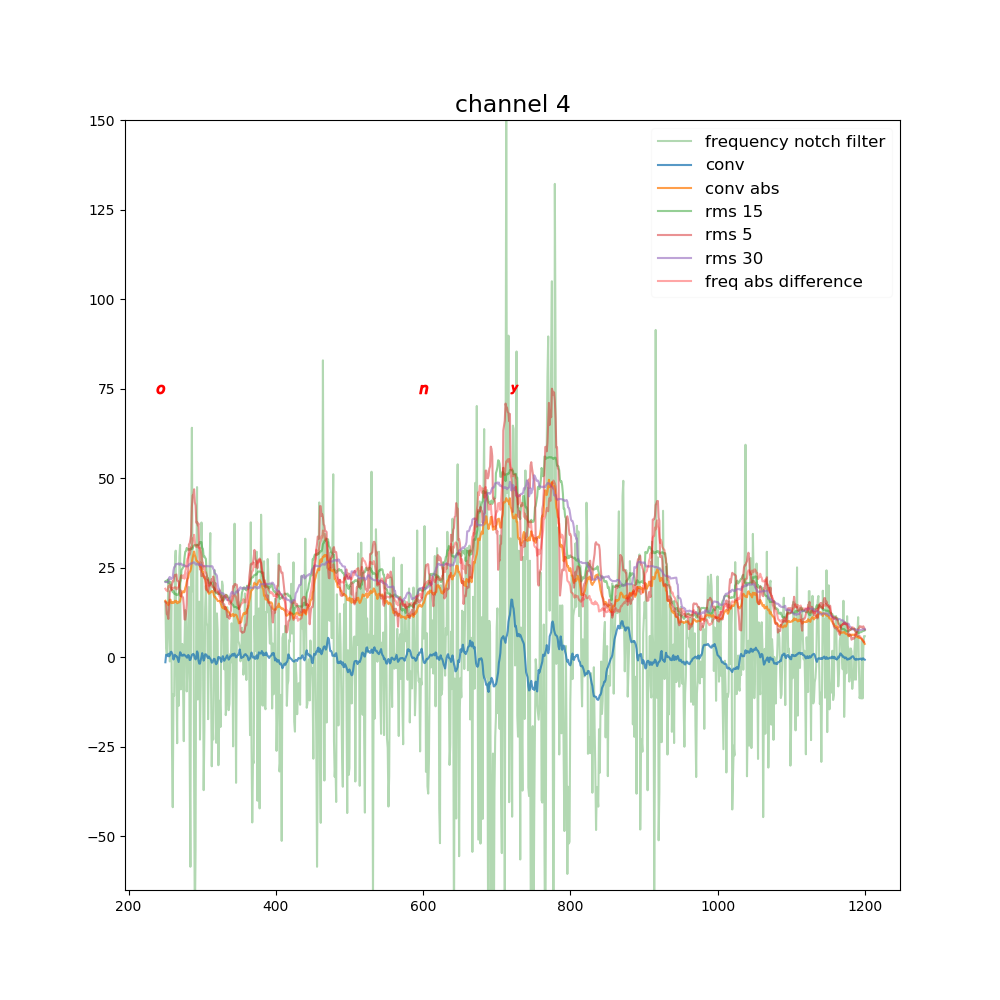 channel 4
150
125
100
75
50
25
0
−25
−50
200 400 600 800 1000 1200
frequency notch filter
conv
conv abs
rms 15
rms 5
rms 30
freq abs difference
o n y